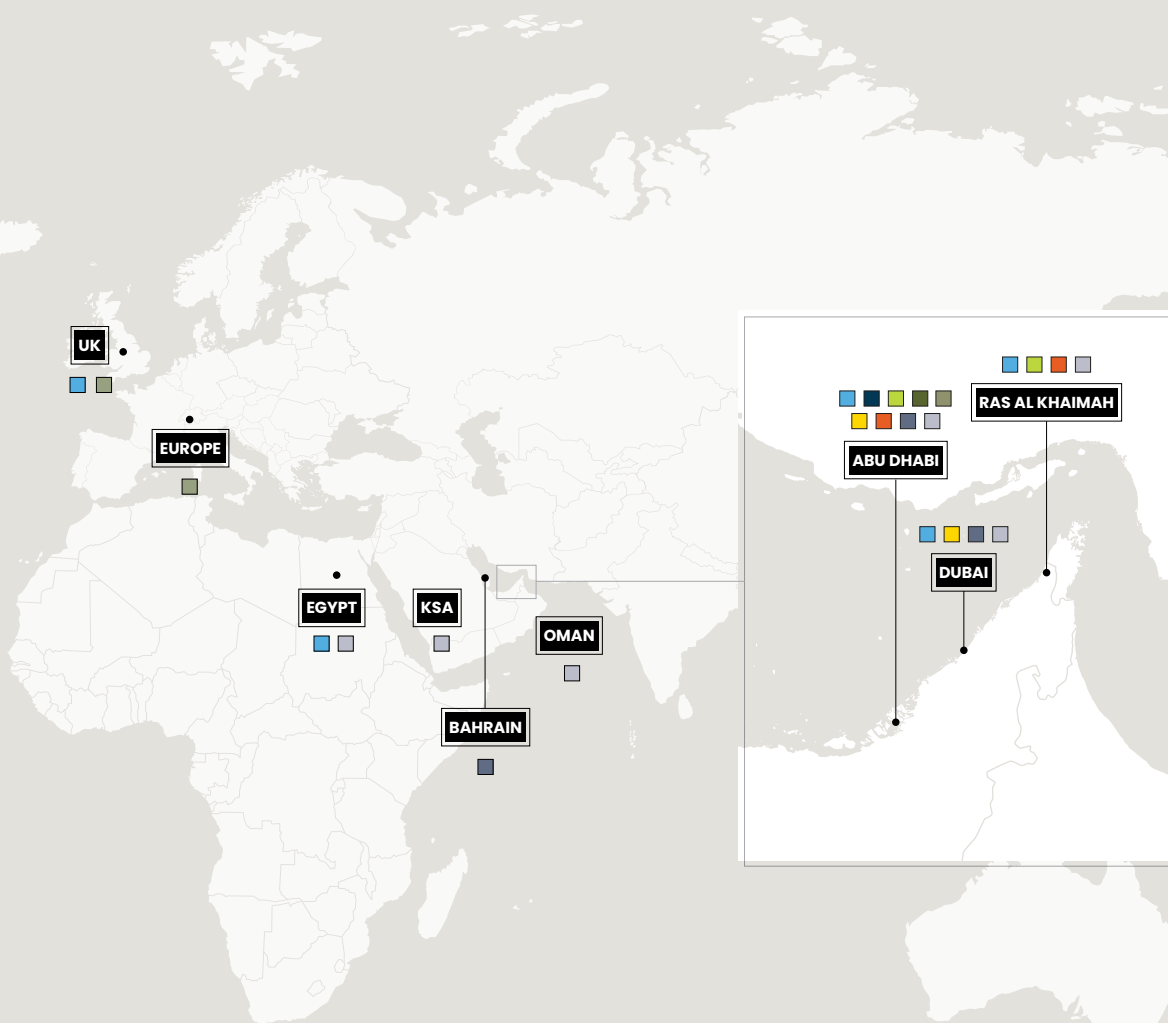 UK
EUROPE
EGYPT
KSA
OMAN
BAHRAIN
RAS AL KHAIMAH
ABU DHABI
DUBAI